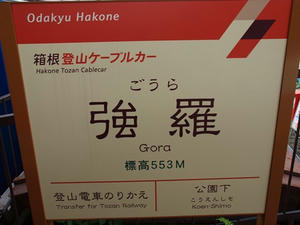 Odakyu Hakone
箱根登山ケーブルカー
Hakone Tozan Cablecar
ごうら
強羅
Gora
標高553M
登山電車のりかえ
Transfer for Tozan Railway
公園下
こうえんしも
Kōen-Shimo